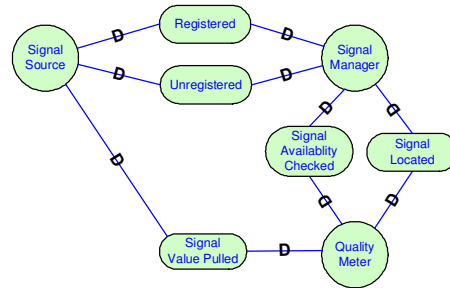 Registered
D
D
Signal
Source
Signal
Manager
D
D
Unregistered
D
D
Signal
Availablity
Checked
Signal
Located
D
D
D
Signal
Value Pulled
D
Quality
Meter